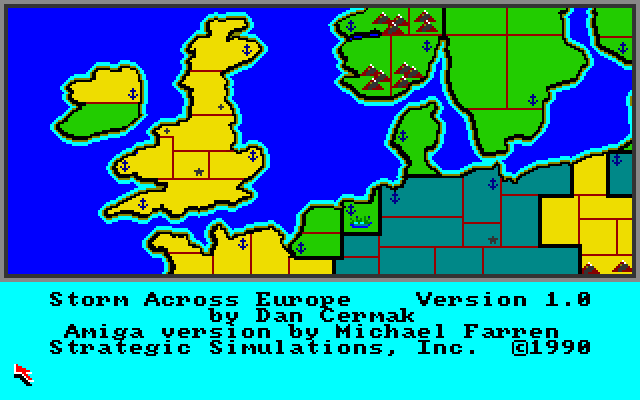 Storm Across Europe    Version 1.0
by Dan Cermak
Amiga version by Michael Farren
Strategic Simulations, Inc.  ©1990